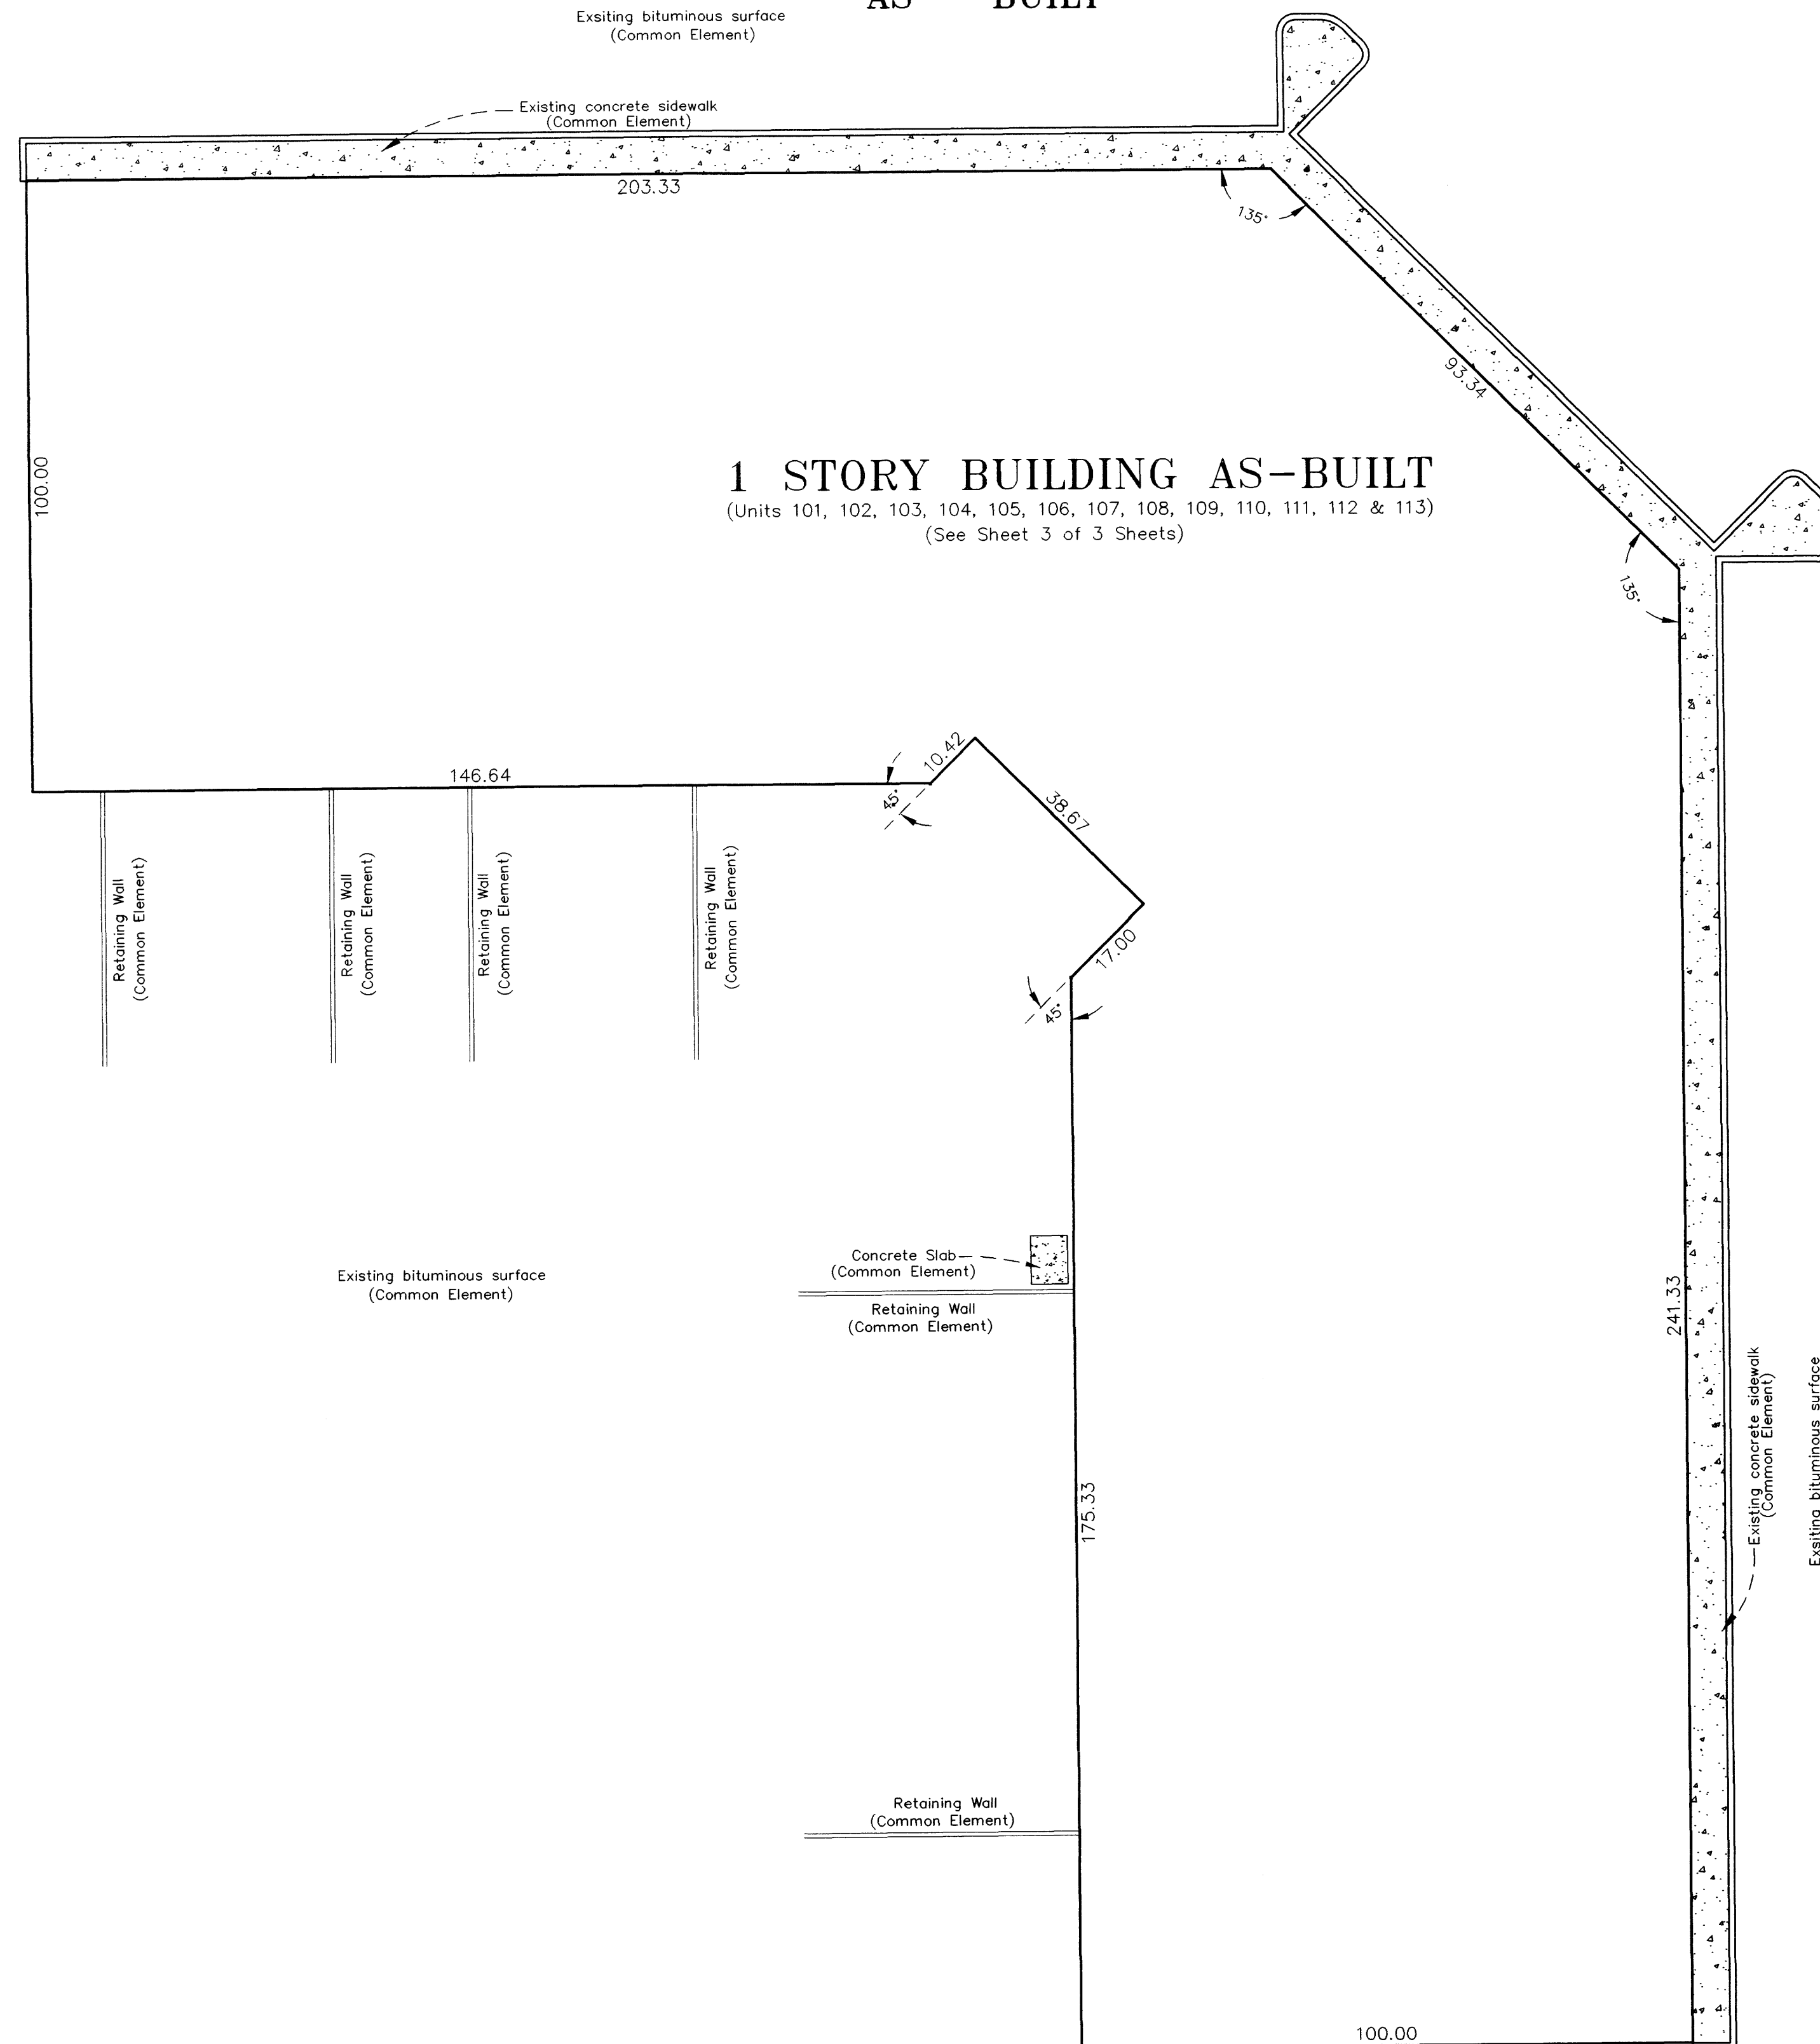 AS BUILT
Exsiting bituminous surface
(Common Element)
Existing concrete sidewalk
(Common Element)
203.33
135°
93.34
100.00
1 STORY BUILDING AS-BUILT
(Units 101, 102, 103, 104, 105, 106, 107, 108, 109, 110, 111, 112 & 113)
(See Sheet 3 of 3 Sheets)
135°
146.64
10.42
45°
38.67
17.00
45°
Retaining Wall
(Common Element)
Retaining Wall
(Common Element)
Retaining Wall
(Common Element)
Retaining Wall
(Common Element)
Existing bituminous surface
(Common Element)
Concrete Slab
(Common Element)
Retaining Wall
(Common Element)
241.33
Existing concrete sidewalk
(Common Element)
Exsiting bituminous surface
175.33
Retaining Wall
(Common Element)
100.00